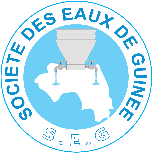 SOCIETE DES EAUX DE GUINEE
S.E.G